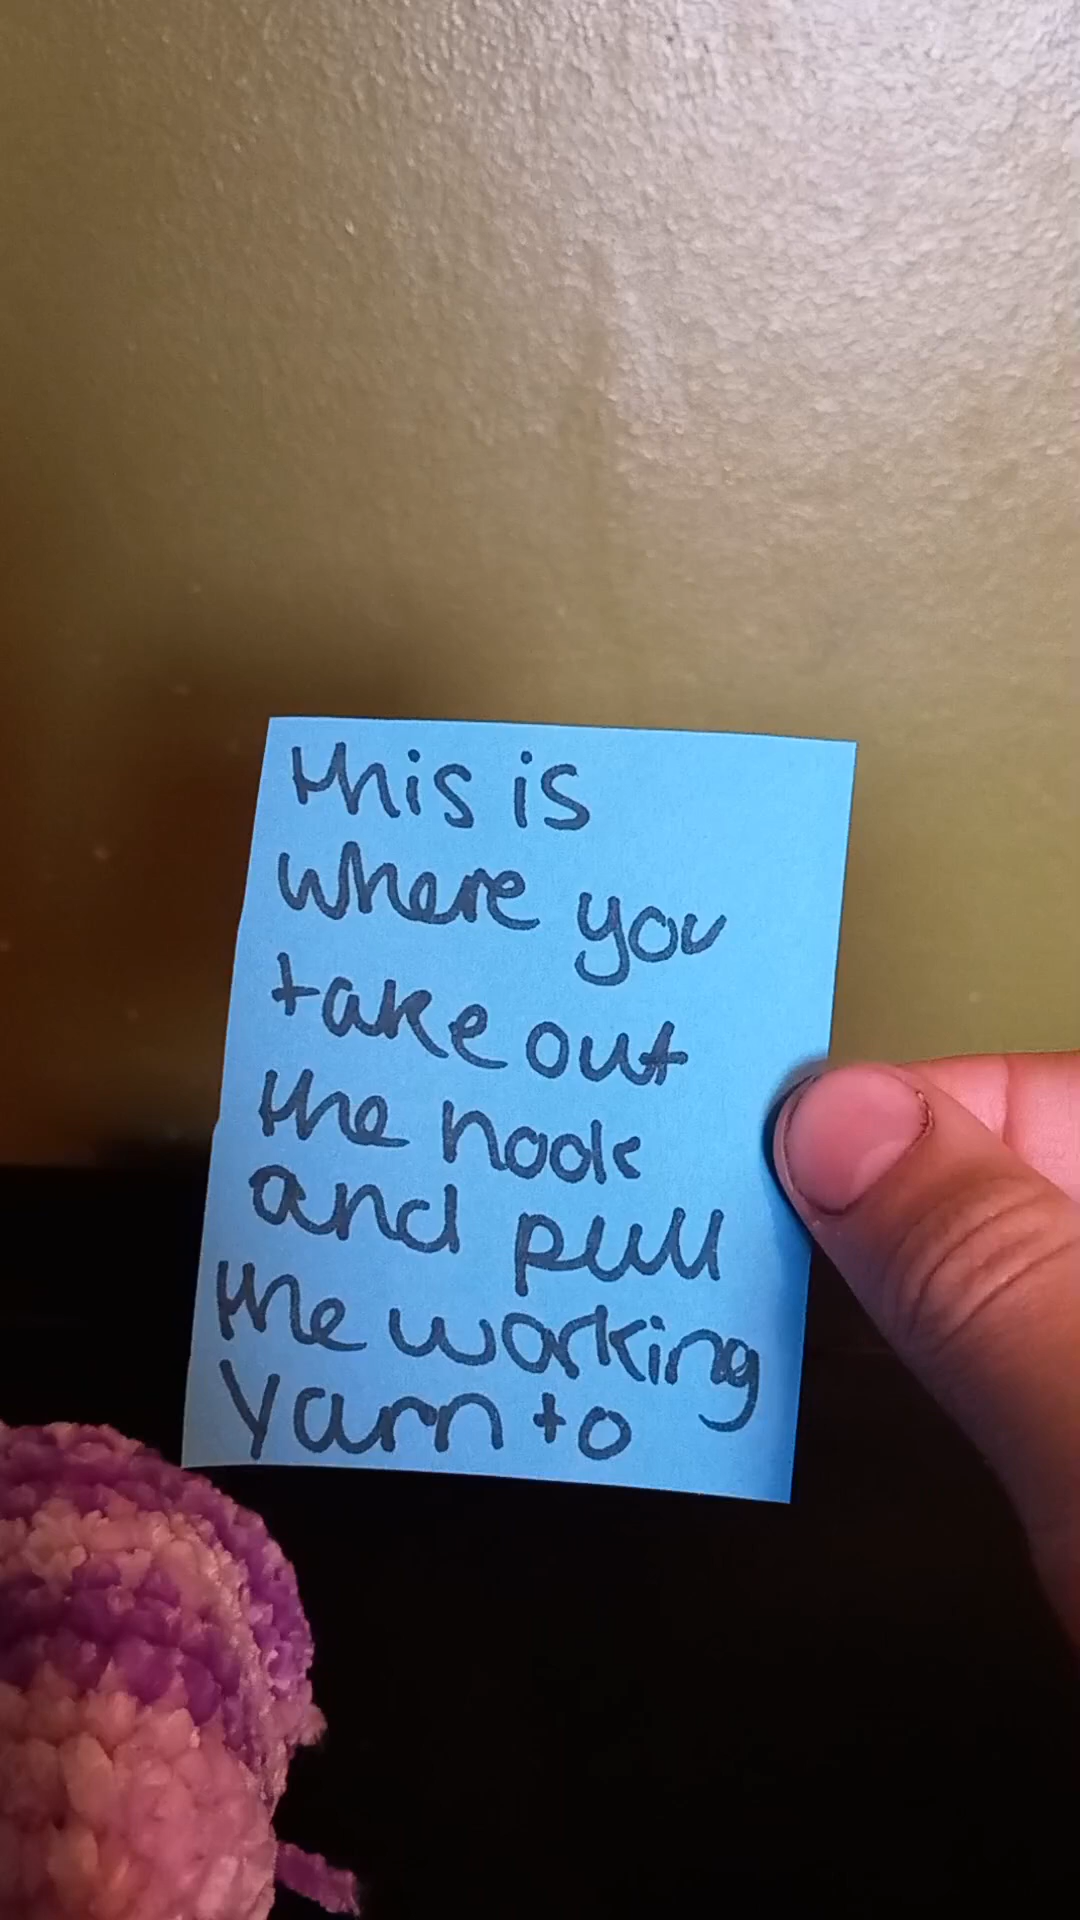 this is
where you
take out
the hook
and pull
the working
Yarn to